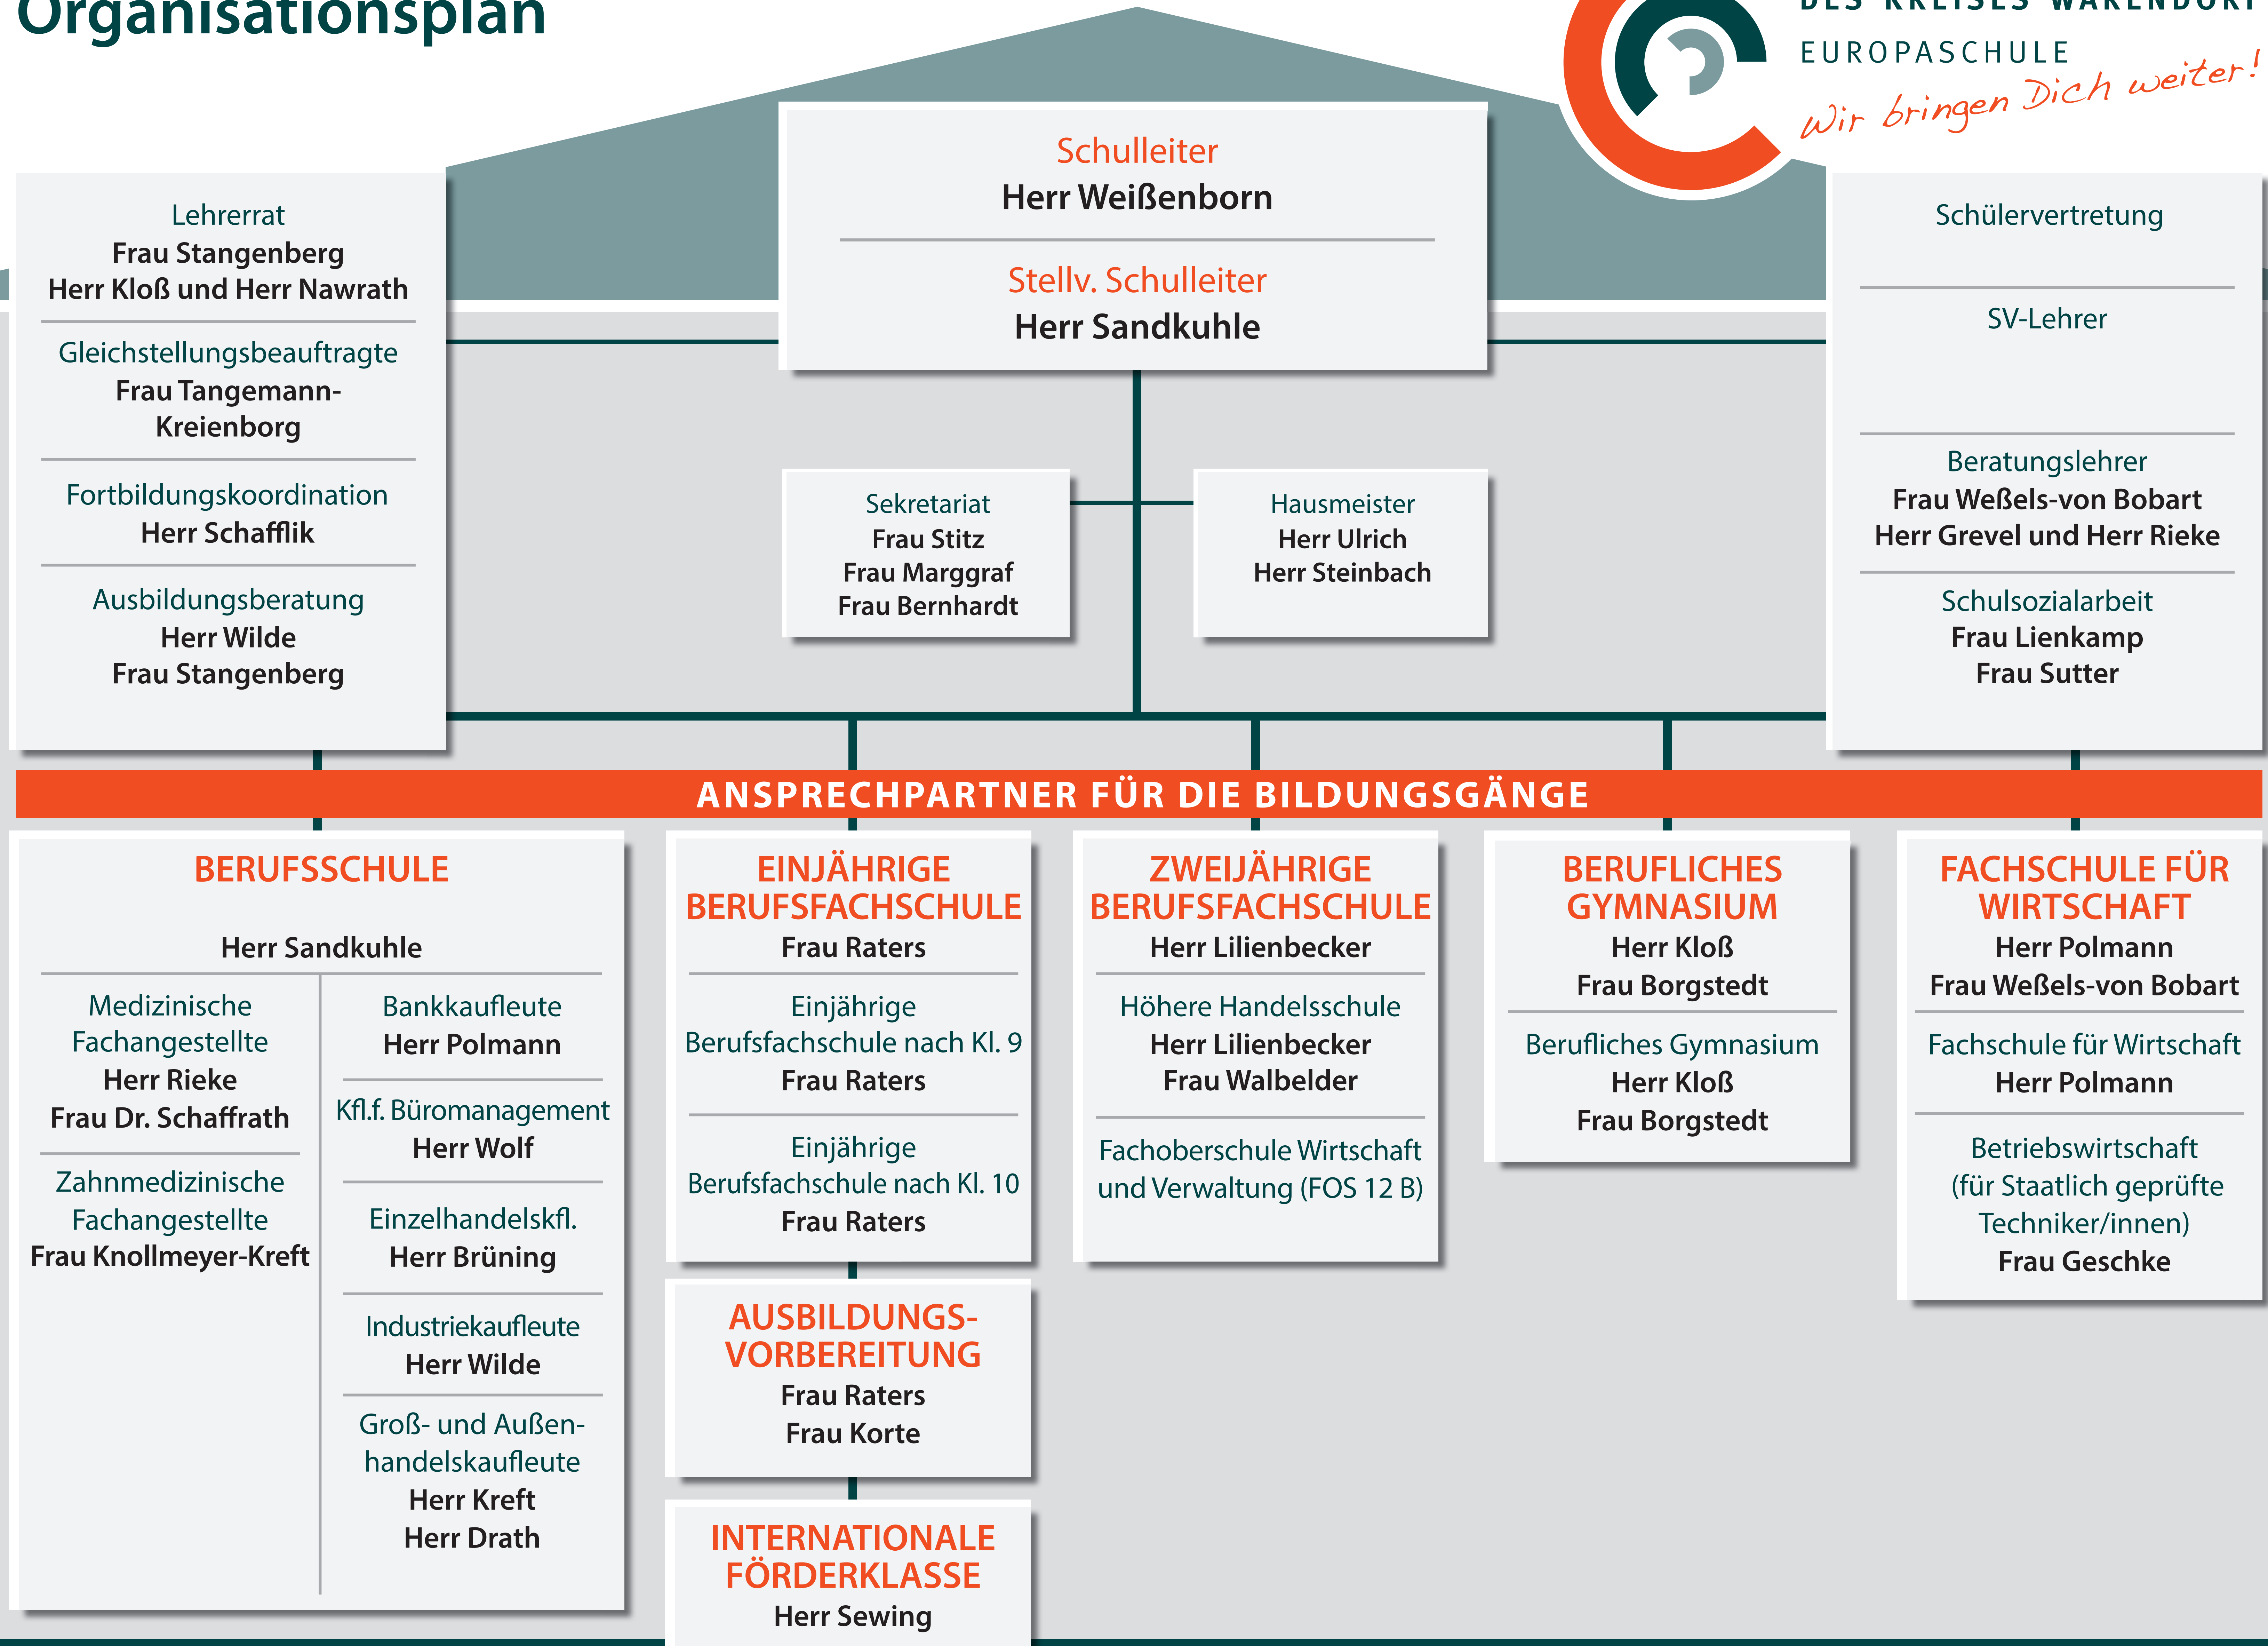 Organisationsplan
DES KREISES WARENDORF
EUROPASCHULE
Wir bringen Dich weiter!
Schulleiter
Herr Weißenborn
Stellv. Schulleiter
Herr Sandkuhle
Lehrerrat
Frau Stangenberg
Herr Kloß und Herr Nawrath
Gleichstellungsbeauftragte
Frau Tangemann-
Kreienborg
Fortbildungskoordination
Herr Schafflik
Ausbildungsberatung
Herr Wilde
Frau Stangenberg
Sekretariat
Frau Stitz
Frau Marggraf
Frau Bernhardt
Hausmeister
Herr Ulrich
Herr Steinbach
Schülervertretung
SV-Lehrer
Beratungslehrer
Frau Weßels-von Bobart
Herr Grevel und Herr Rieke
Schulsozialarbeit
Frau Lienkamp
Frau Sutter
ANSPRECHPARTNER FÜR DIE BILDUNGSGÄNGE
BERUFSSCHULE
Herr Sandkuhle
Medizinische
Fachangestellte
Herr Rieke
Frau Dr. Schaffrath
Zahnmedizinische
Fachangestellte
Frau Knollmeyer-Kreft
Bankkaufleute
Herr Polmann
Kfl.f. Büromanagement
Herr Wolf
Einzelhandelskfl.
Herr Brüning
Industriekaufleute
Herr Wilde
Groß- und Außen-
handelskaufleute
Herr Kreft
Herr Drath
EINJÄHRIGE
BERUFSFACHSCHULE
Frau Raters
Einjährige
Berufsfachschule nach Kl. 9
Frau Raters
Einjährige
Berufsfachschule nach Kl. 10
Frau Raters
AUSBILDUNGS-
VORBEREITUNG
Frau Raters
Frau Korte
INTERNATIONALE
FÖRDERKLASSE
Herr Sewing
ZWEIJÄHRIGE
BERUFSFACHSCHULE
Herr Lilienbecker
Höhere Handelsschule
Herr Lilienbecker
Frau Walbelder
Fachoberschule Wirtschaft
und Verwaltung (FOS 12 B)
BERUFLICHES
GYMNASIUM
Herr Kloß
Frau Borgstedt
Berufliches Gymnasium
Herr Kloß
Frau Borgstedt
FACHSCHULE FÜR
WIRTSCHAFT
Herr Polmann
Frau Weßels-von Bobart
Fachschule für Wirtschaft
Herr Polmann
Betriebswirtschaft
(für Staatlich geprüfte
Techniker/innen)
Frau Geschke